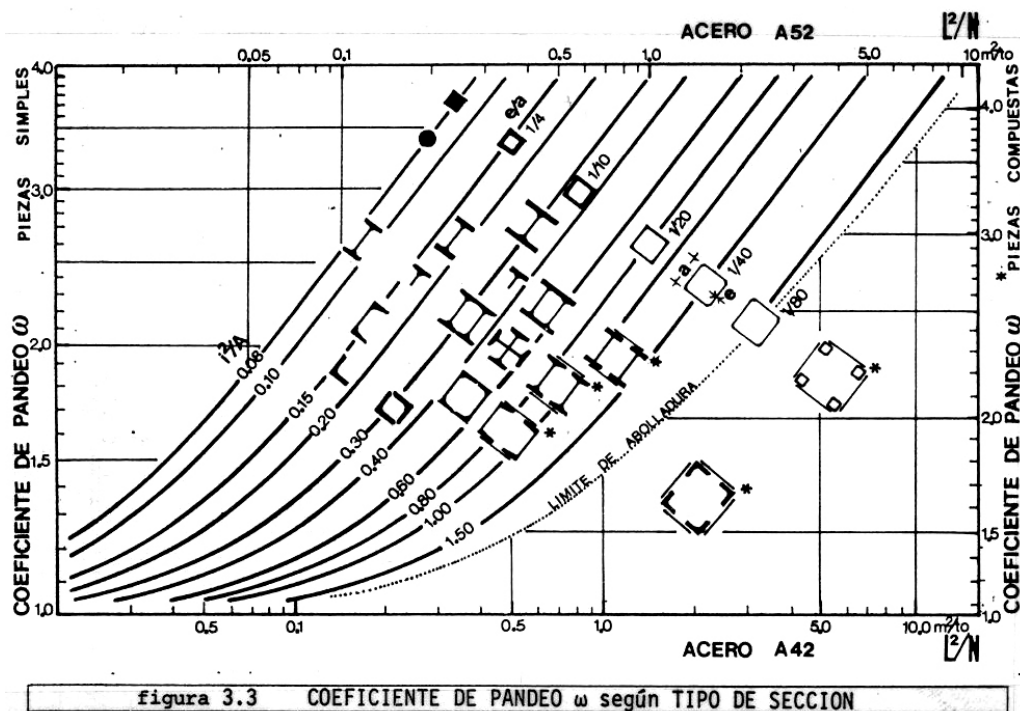 ACERO A52
L²/N
0.05 0.1 0.5 1.0 5.0 10 m²/to
COEFICIENTE DE PANDEO ω PIEZAS SIMPLES
4.0
3.0
2.0
1.5
1.0
i²/A
0.08
0.10
0.15
0.20
0.30
0.40
0.60
0.80
1.00
1.50
e/a
1/4
1/10
1/20
1/40
1/80
a
e
*
*
*
*
*
LIMITE DE ABOLLADURA
4.0
3.0
2.0
1.5
1.0
COEFICIENTE DE PANDEO ω *PIEZAS COMPUESTAS
0.5 0.1 0.5 1.0 5.0 10.0 m²/to
ACERO A42
L²/N
figura 3.3 COEFICIENTE DE PANDEO ω según TIPO DE SECCION